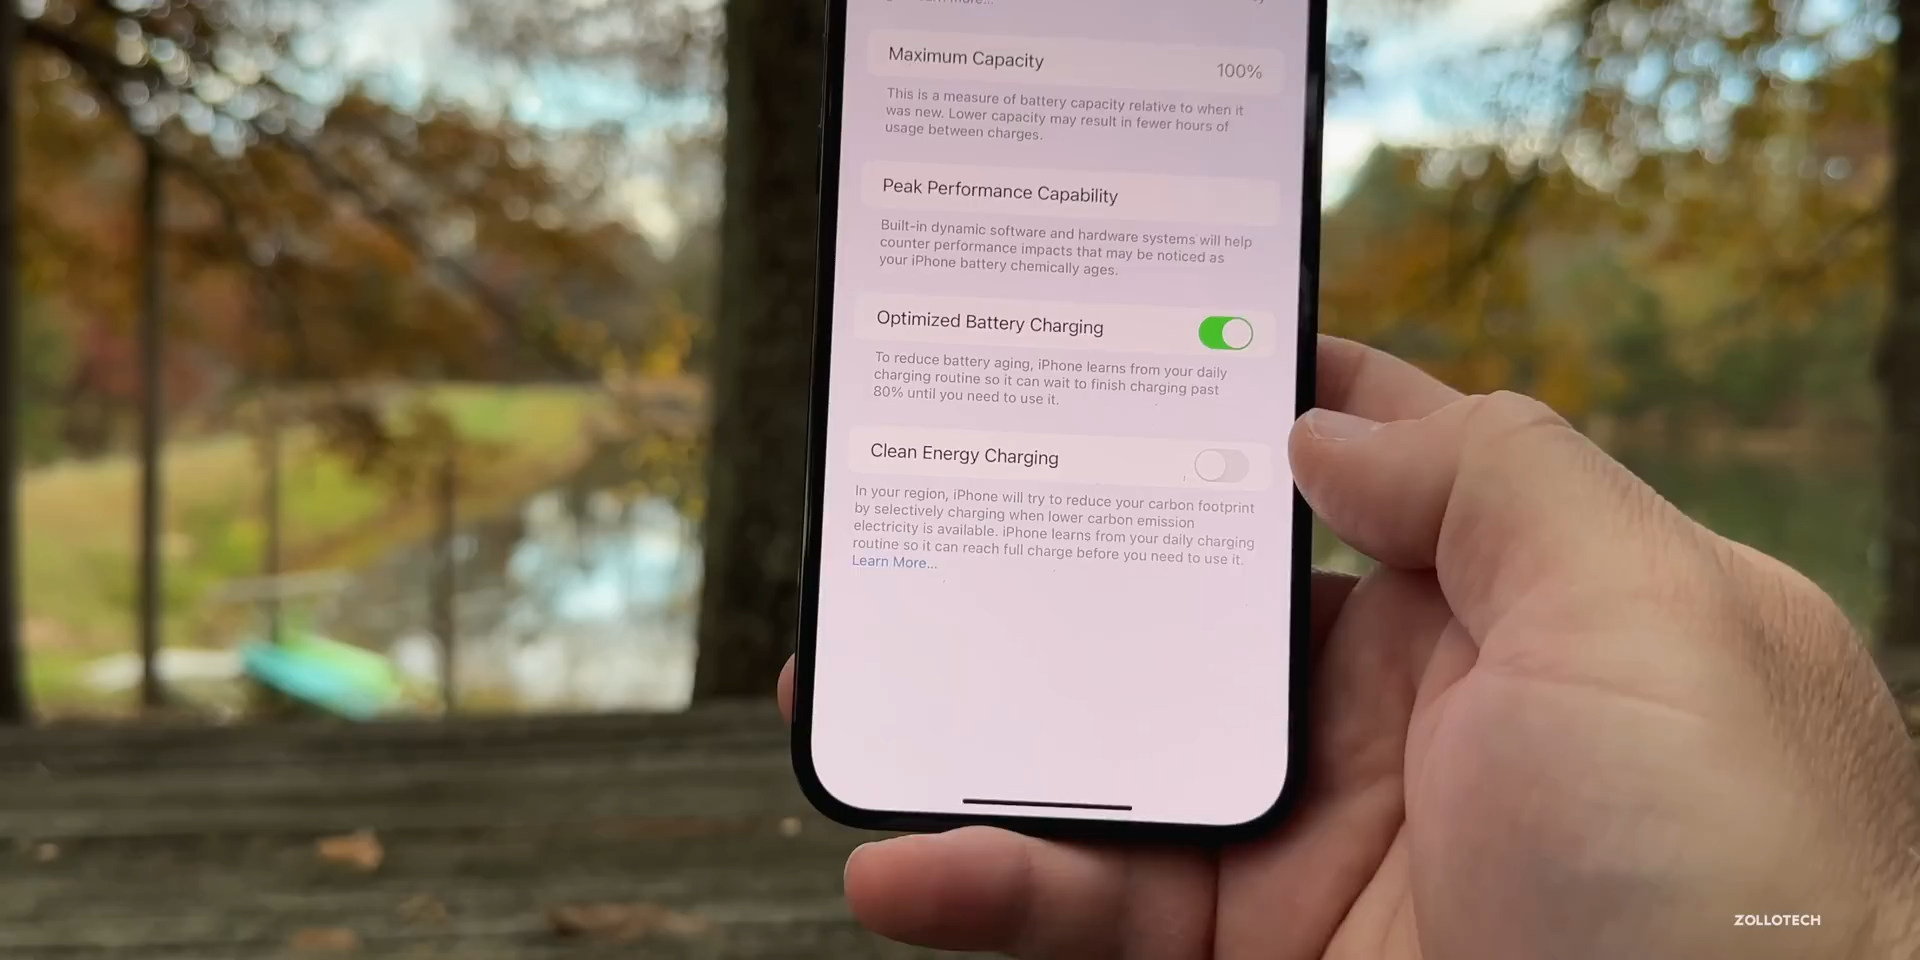 Maximum Capacity
100%
This is a measure of battery capacity relative to when it
was new. Lower capacity may result in fewer hours of
usage between charges.
Peak Performance Capability
Built-in dynamic software and hardware systems will help
counter performance impacts that may be noticed as
your iPhone battery chemically ages.
Optimized Battery Charging
To reduce battery aging, iPhone learns from your daily
charging routine so it can wait to finish charging past
80% until you need to use it.
Clean Energy Charging
In your region, iPhone will try to reduce your carbon footprint
by selectively charging when lower carbon emission
electricity is available. iPhone learns from your daily charging
routine so it can reach full charge before you need to use it.
Learn More...
ZOLLOTECH